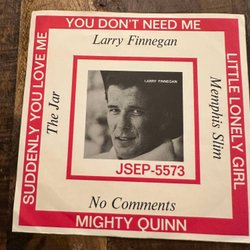 YOU DON'T NEED ME
Larry Finnegan
SUDDENLY YOU LOVE ME
The Jar
LARRY FINNEGAN
JSEP-5573
Memphis Slim
LITTLE LONELY GIRL
No Comments
MIGHTY QUINN